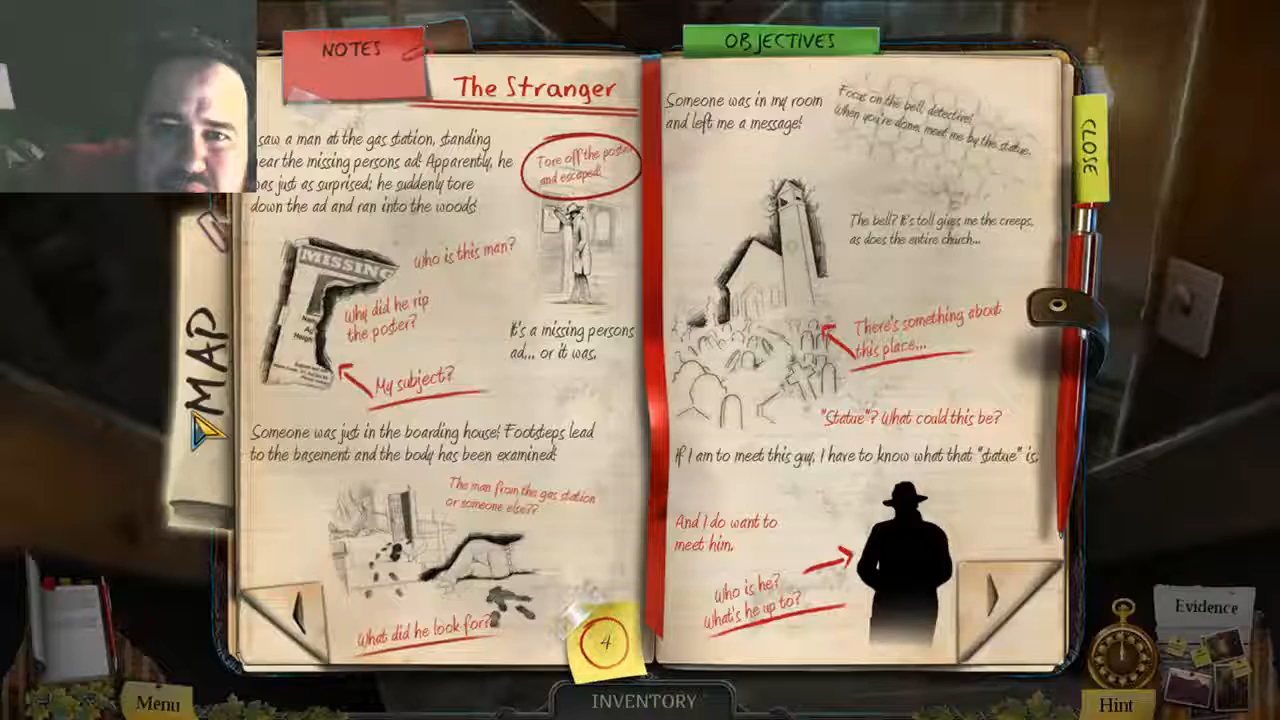 NOTES
OBJECTIVES
The Stranger
saw a man at the gas station, standing
ear the missing persons ad! Apparently, he
as just as surprised; he suddenly tore
down the ad and ran into the woods!
Tore off the poster
and escaped!
MISSING
who is this man?
Why did he rip
the poster?
It's a missing persons
ad... or it was.
My subject?
Someone was just in the boarding house! Footsteps lead
to the basement and the body has been examined!
The man from the gas station
or someone else??
What did he look for?
4
Someone was in my room
and left me a message!
Focus on the bell, detective!
When you're done, meet me by the statue.
The bell? It's toll gives me the creeps,
as does the entire church...
There's something about
this place...
"Statue"? What could this be?
If I am to meet this guy, I have to know what that "statue" is.
And I do want to
meet him.
Who is he?
What's he up to?
CLOSE
MAP
Menu
INVENTORY
Hint
Evidence